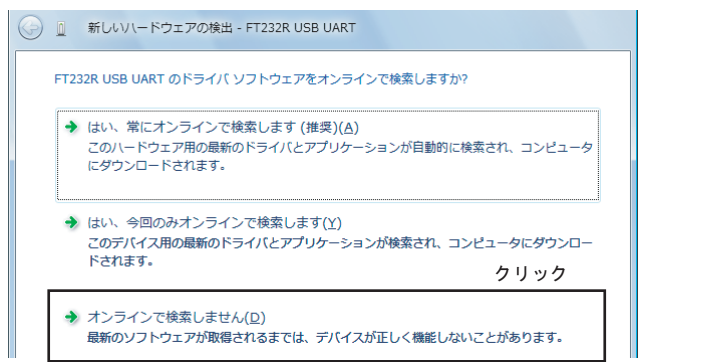 新しいハードウェアの検出 - FT232R USB UART
FT232R USB UART のドライバ ソフトウェアをオンラインで検索しますか?
はい、常にオンラインで検索します (推奨)(A)
このハードウェア用の最新のドライバとアプリケーションが自動的に検索され、コンピュータ
にダウンロードされます。
はい、今回のみオンラインで検索します(Y)
このデバイス用の最新のドライバとアプリケーションが検索され、コンピュータにダウンロー
ドされます。
クリック
オンラインで検索しません(D)
最新のソフトウェアが取得されるまでは、デバイスが正しく機能しないことがあります。